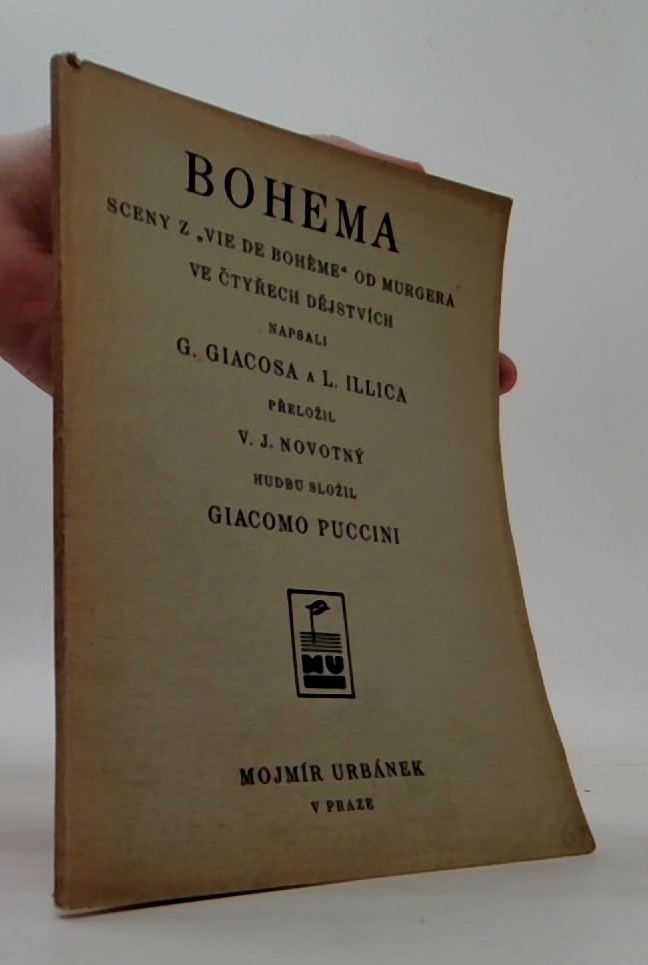 BOHEMA
SCENY Z „VIE DE BOHÈME“ OD MURGERA
VE ČTYŘECH DĚJSTVÍCH
NAPSALI
G. GIACOSA A L. ILLICA
PŘELOŽIL
V. J. NOVOTNÝ
HUDBU SLOŽIL
GIACOMO PUCCINI
MU
MOJMÍR URBÁNEK
V PRAZE